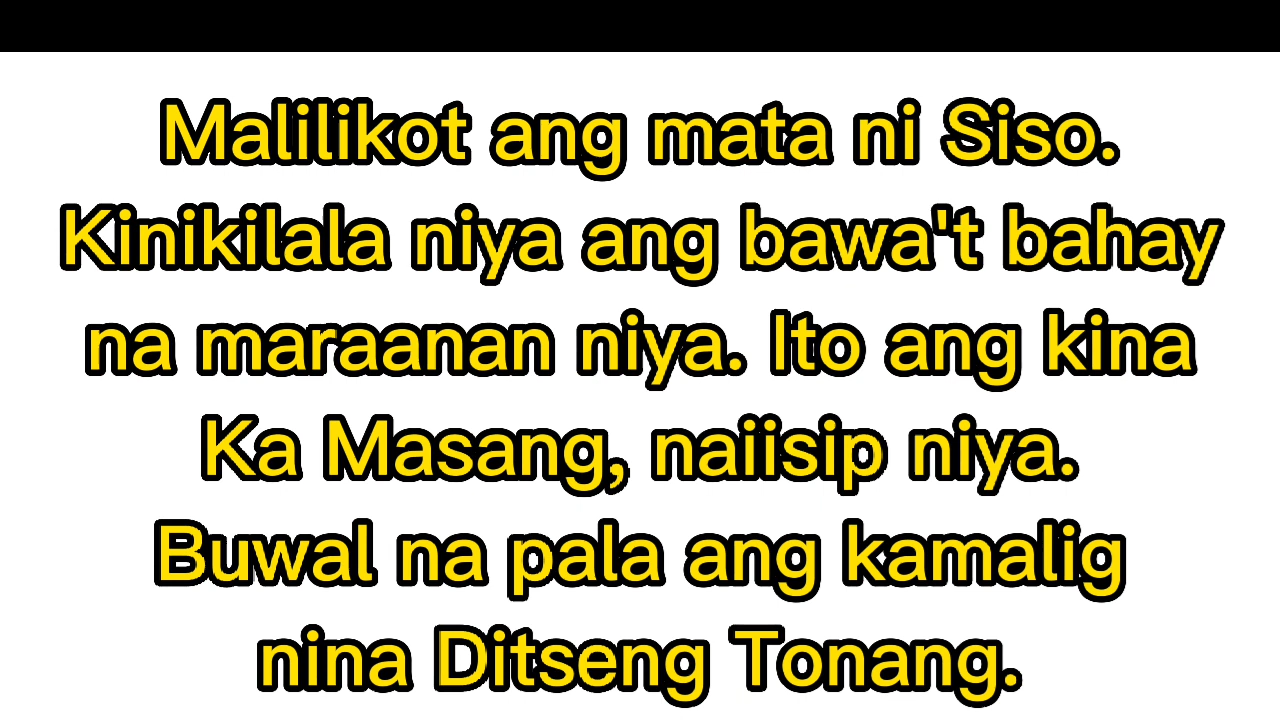 Malilikot ang mata ni Siso.
Kinikilala niya ang bawa't bahay
na maraanan niya. Ito ang kina
Ka Masang, naiisip niya.
Buwal na pala ang kamalig
nina Ditseng Tonang.